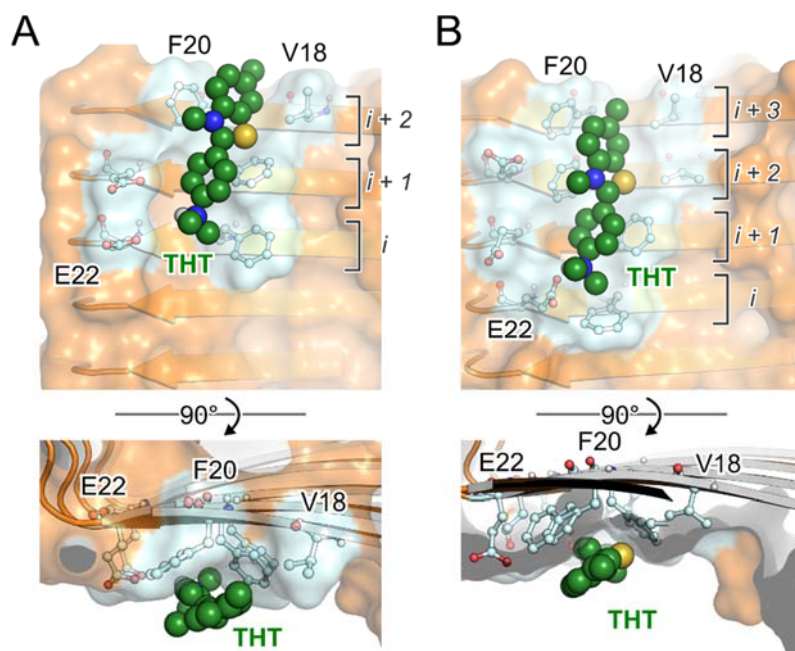 A
F20
V18
i + 2
i + 1
i
THT
E22
90°
E22
F20
V18
THT
B
F20
V18
i + 3
i + 2
i + 1
i
THT
E22
90°
F20
E22
V18
THT